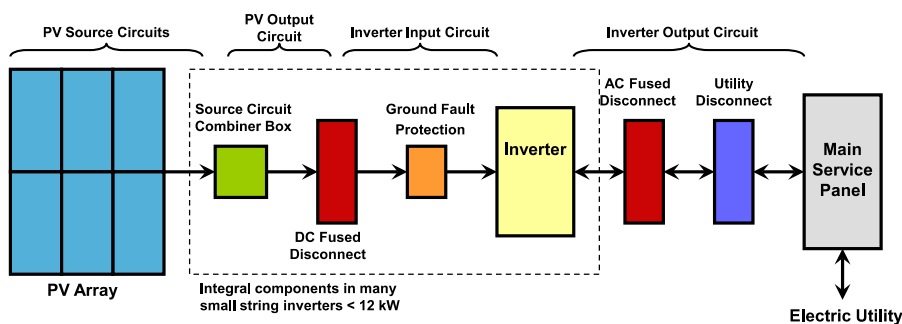 PV Source Circuits
PV Output
Circuit
Inverter Input Circuit
Inverter Output Circuit
Source Circuit
Combiner Box
Ground Fault
Protection
Inverter
AC Fused
Disconnect
Utility
Disconnect
Main
Service
Panel
DC Fused
Disconnect
PV Array
Integral components in many
small string inverters < 12 kW
Electric Utility